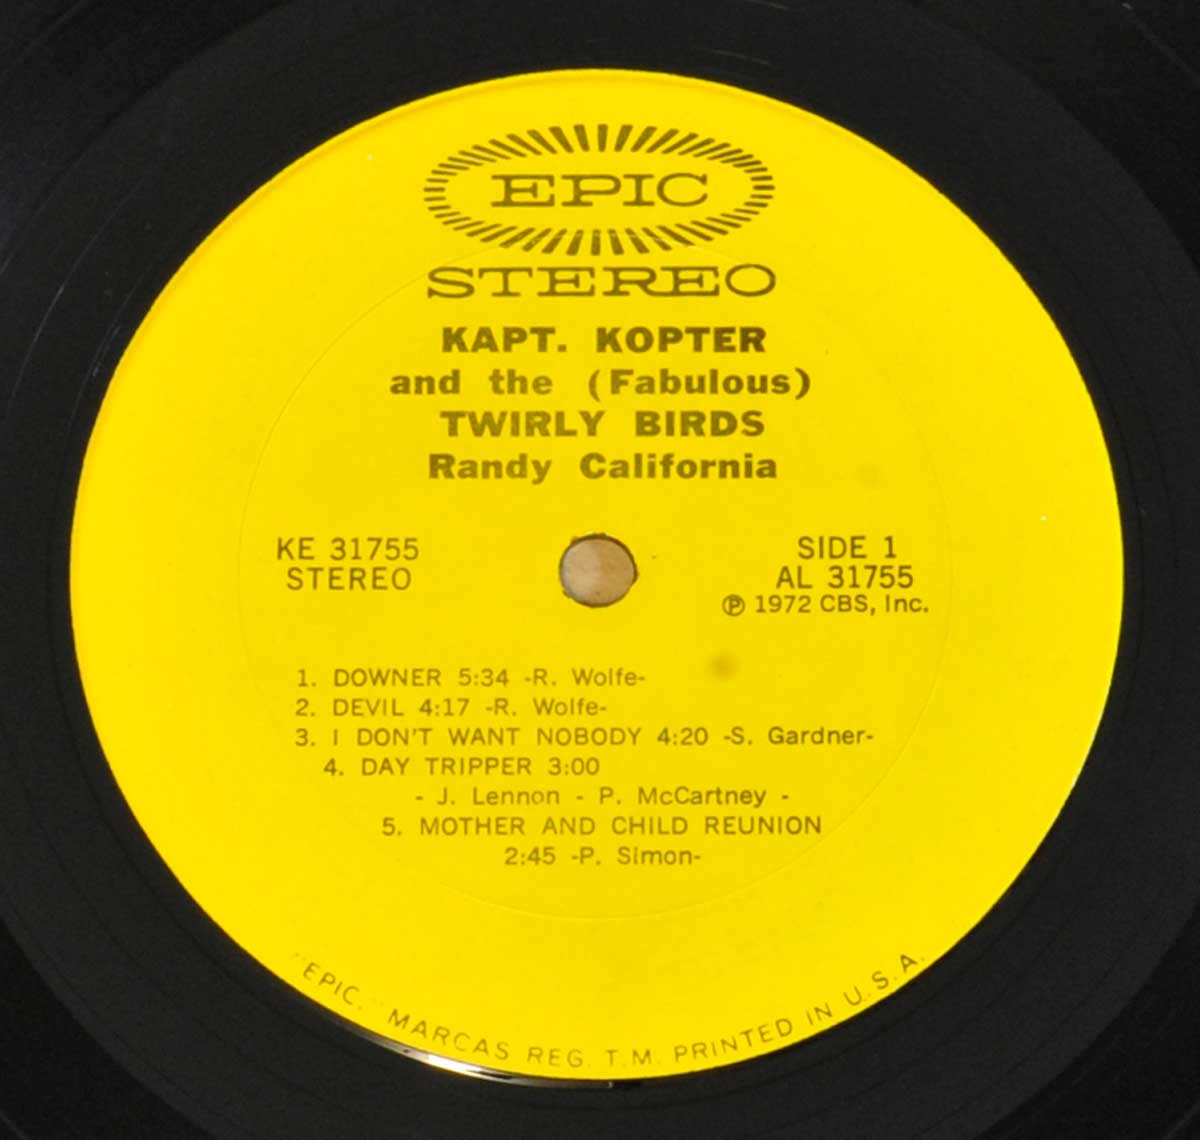 EPIC
STEREO
KAPT. KOPTER
and the (Fabulous)
TWIRLY BIRDS
Randy California
KE 31755
STEREO
SIDE 1
AL 31755
Ⓟ 1972 CBS, Inc.
1. DOWNER 5:34 -R. Wolfe-
2. DEVIL 4:17 -R. Wolfe-
3. I DON'T WANT NOBODY 4:20 -S. Gardner-
4. DAY TRIPPER 3:00
- J. Lennon - P. McCartney -
5. MOTHER AND CHILD REUNION
2:45 -P. Simon-
"EPIC," MARCAS REG. T.M. PRINTED IN U.S.A.